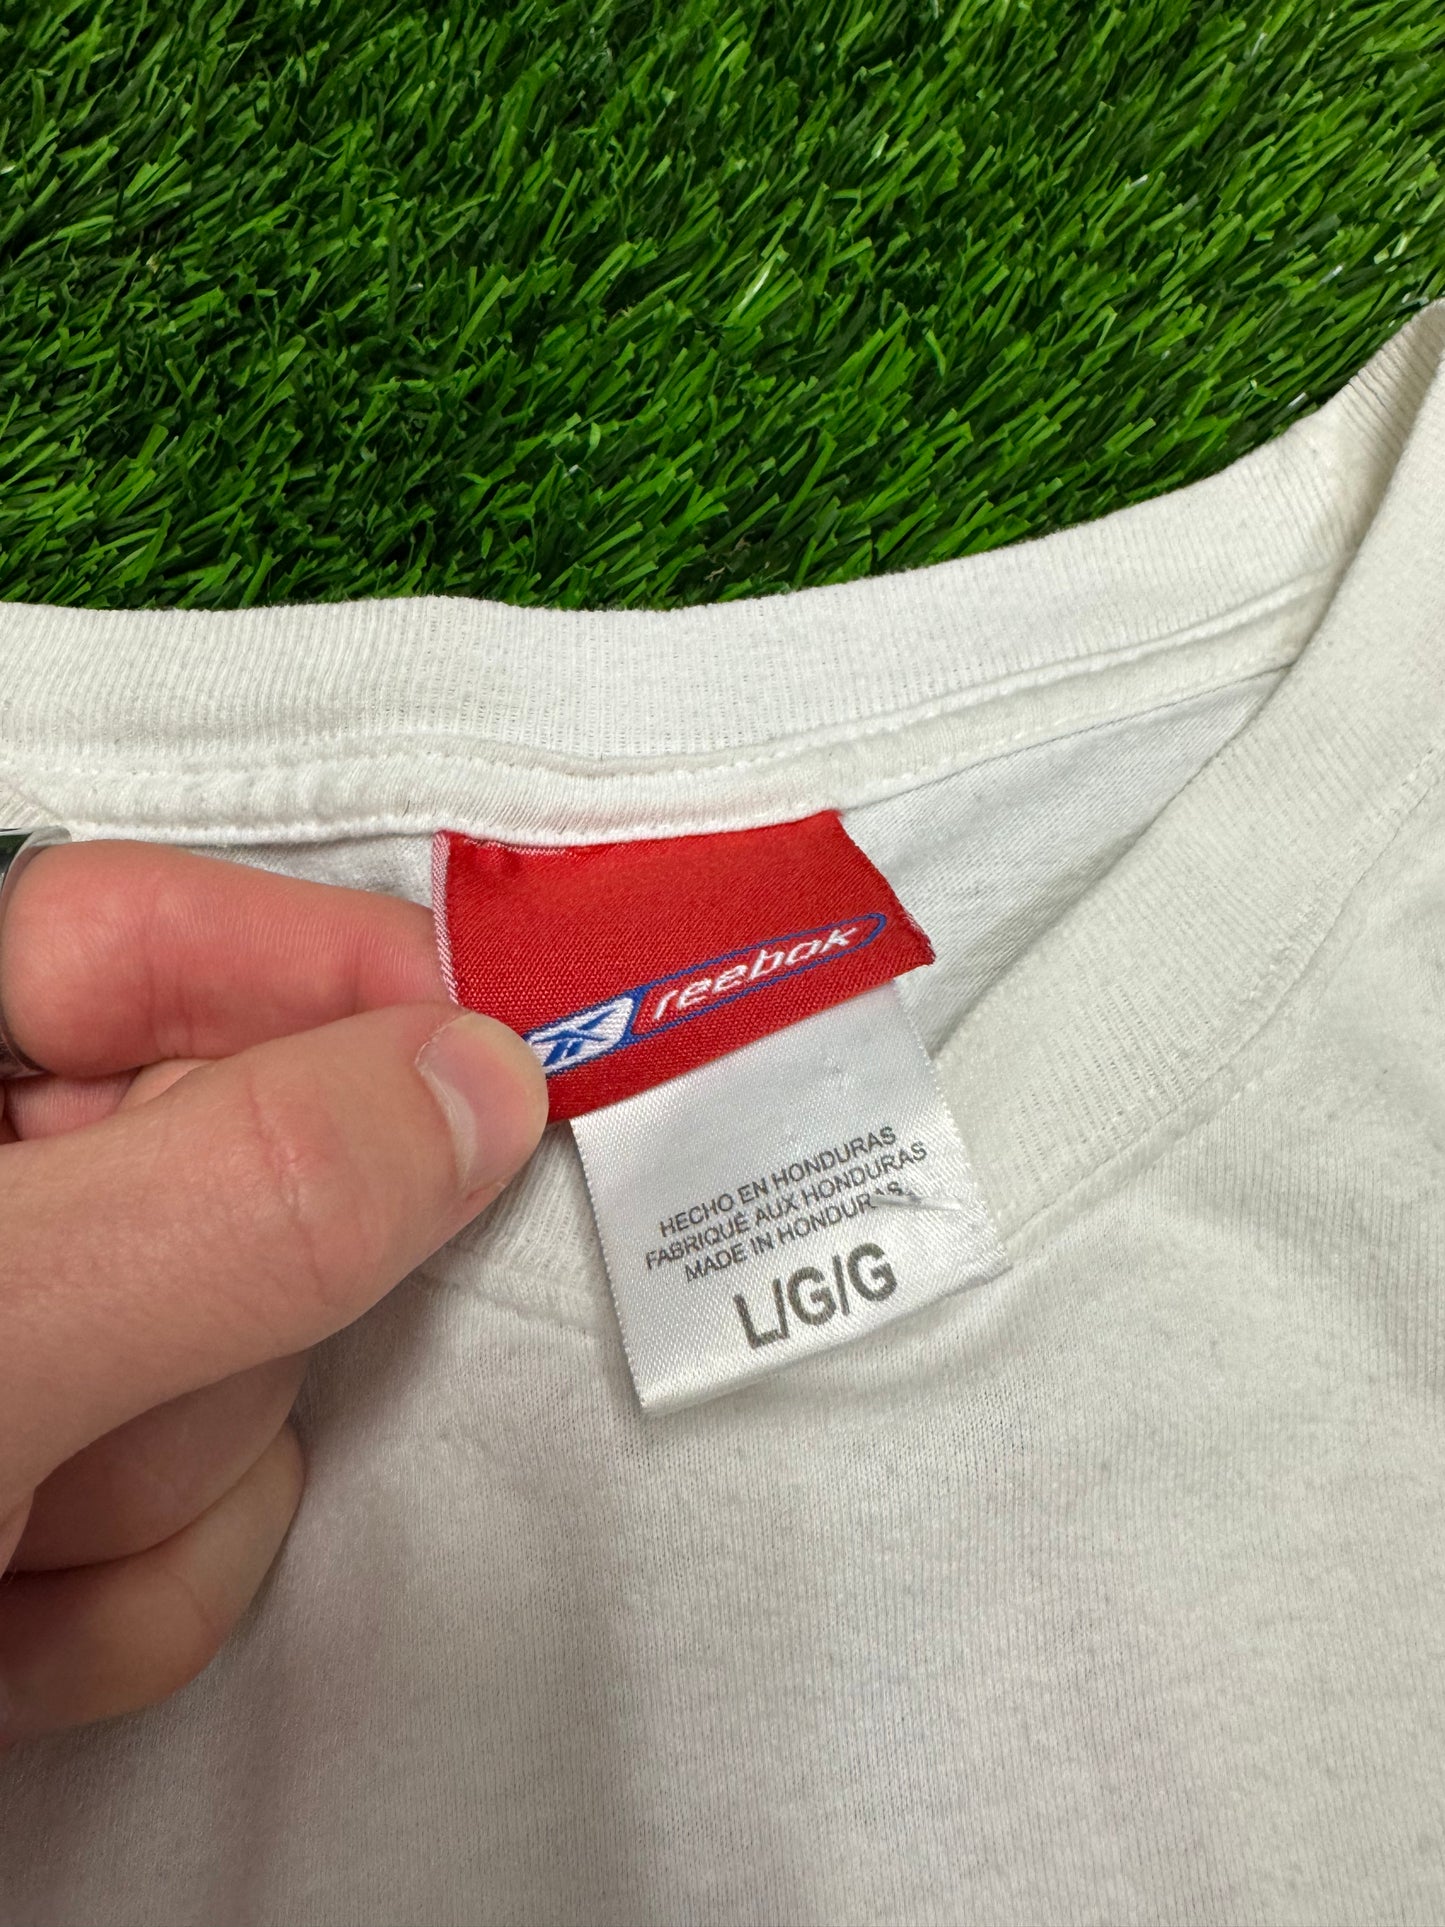 reebok
HECHO EN HONDURAS
FABRIQUÉ AUX HONDURAS
MADE IN HONDURAS
L/G/G